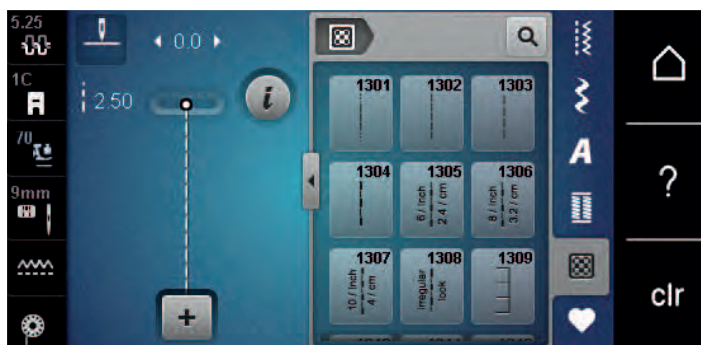 5.25
1C
70
9mm
0.0
2.50
i
+
1301
1302
1303
1304
1305
6 / Inch
2.4 / cm
1306
8 / Inch
3.2 / cm
1307
10 / Inch
4 / cm
1308
irregular
look
1309
A
?
clr